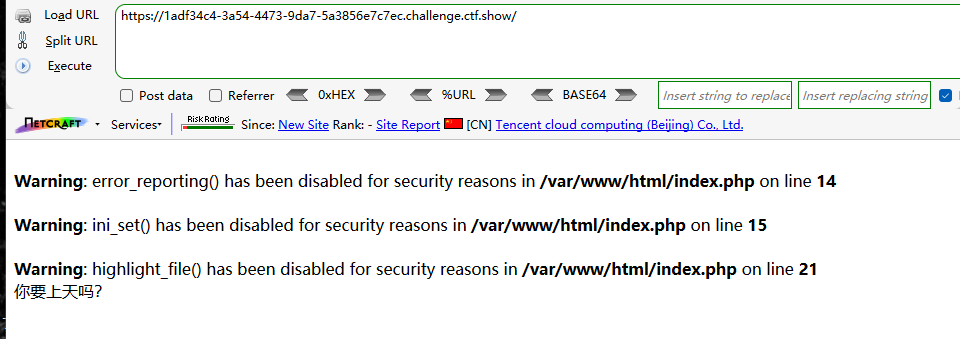 Load URL
https://1adf34c4-3a54-4473-9da7-5a3856e7c7ec.challenge.ctf.show/
Split URL
Execute
Post data Referrer 0xHEX %URL BASE64 Insert string to replace Insert replacing string
NETCRAFT Services Risk Rating Since: New Site Rank: - Site Report [CN] Tencent cloud computing (Beijing) Co., Ltd.
Warning: error_reporting() has been disabled for security reasons in /var/www/html/index.php on line 14
Warning: ini_set() has been disabled for security reasons in /var/www/html/index.php on line 15
Warning: highlight_file() has been disabled for security reasons in /var/www/html/index.php on line 21
你要上天吗?